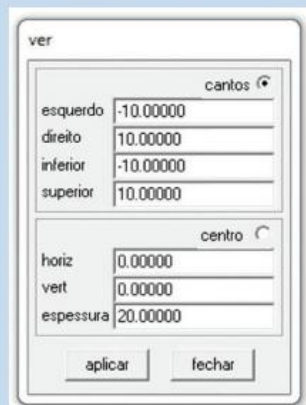 ver
cantos
esquerdo -10.00000
direito 10.00000
inferior -10.00000
superior 10.00000
centro
horiz 0.00000
vert 0.00000
espessura 20.00000
aplicar fechar